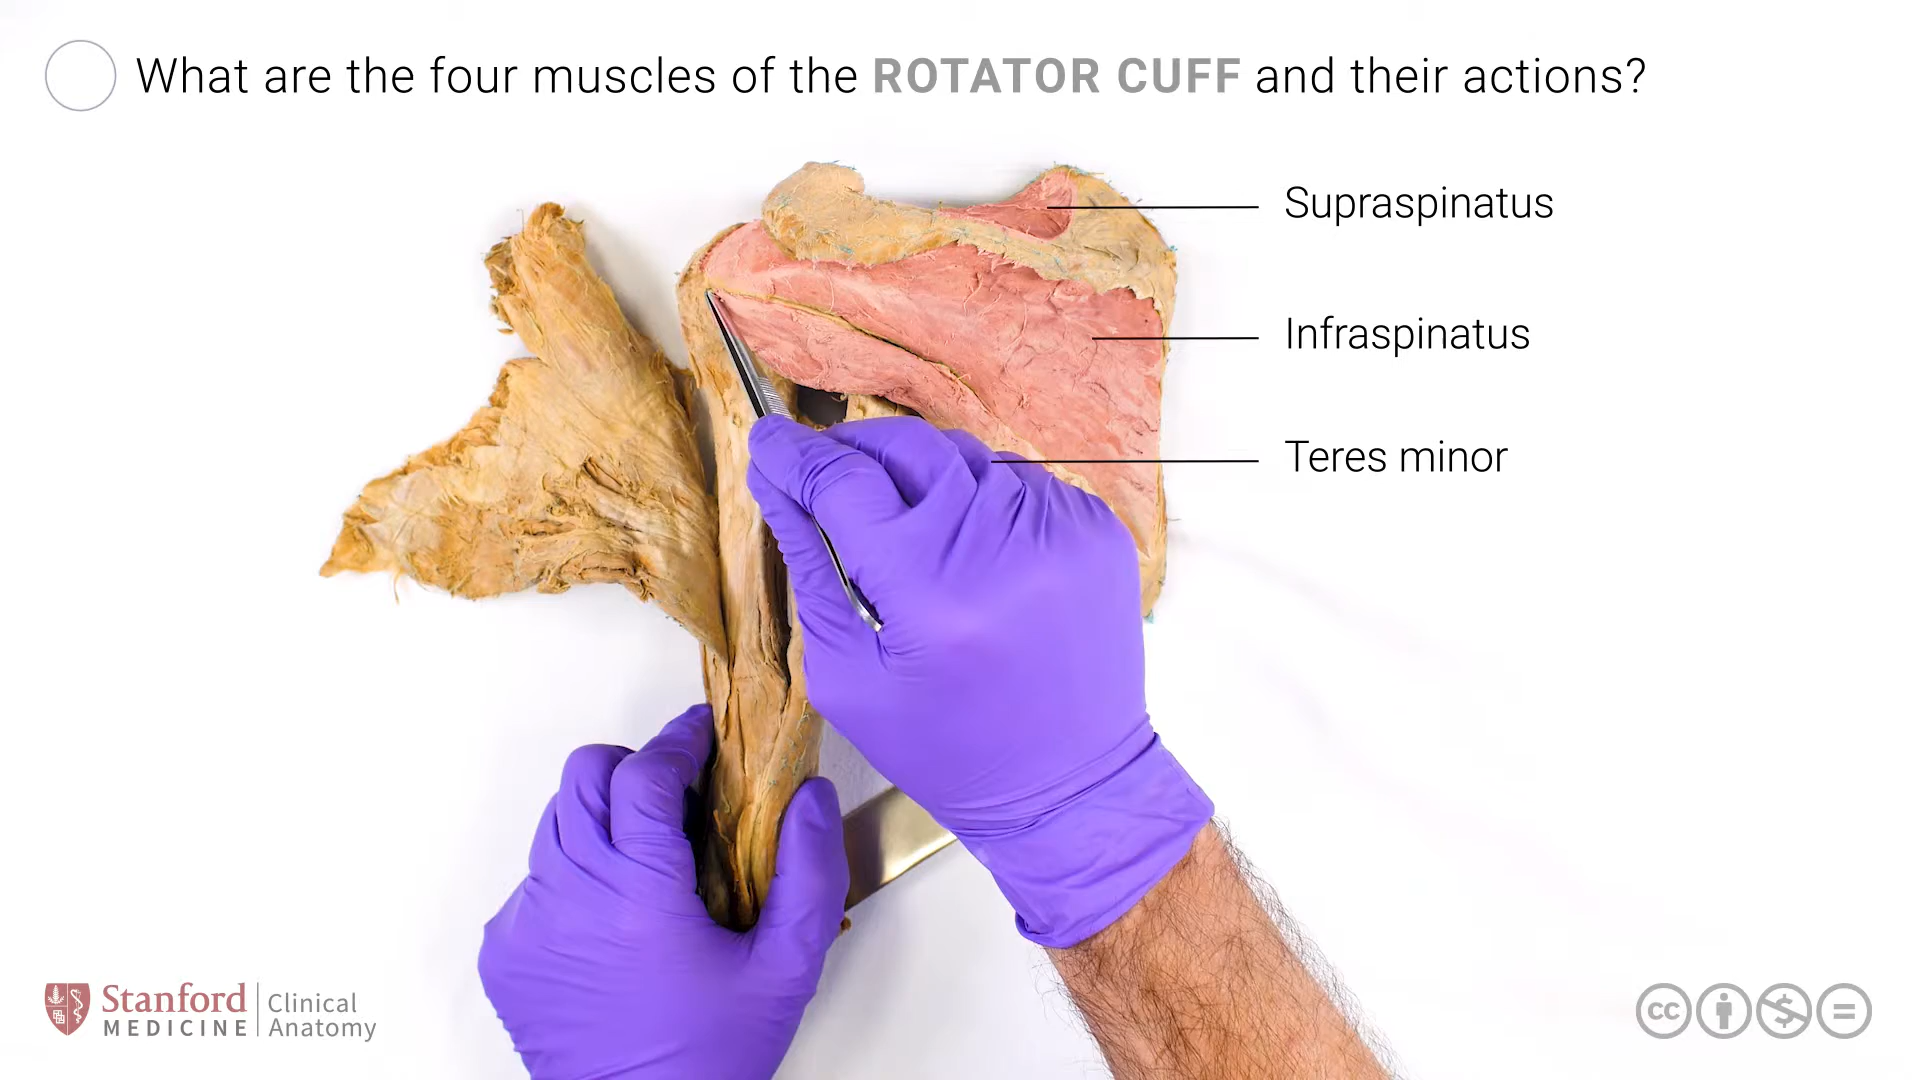 What are the four muscles of the ROTATOR CUFF and their actions?
Supraspinatus
Infraspinatus
Teres minor
Stanford MEDICINE
Clinical Anatomy
cc $ =